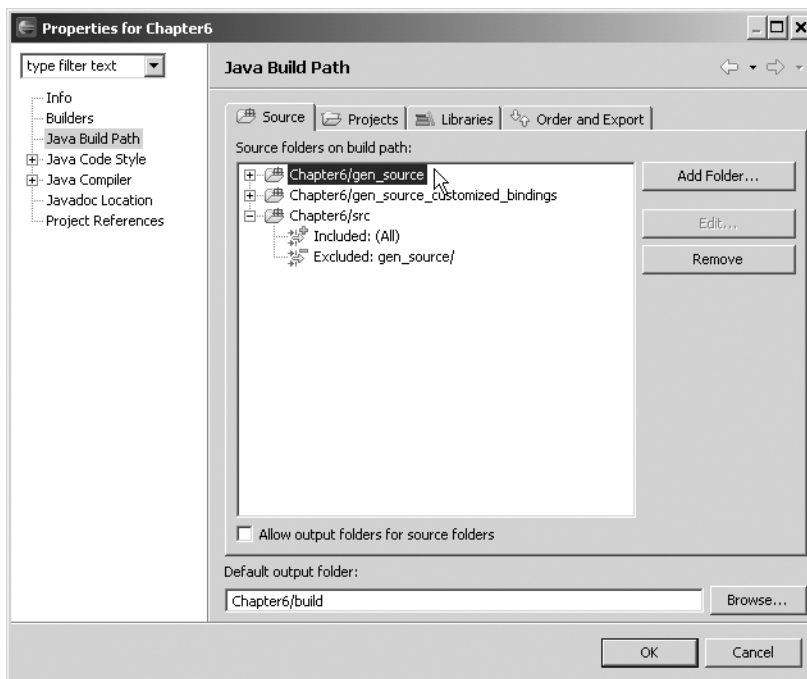 Properties for Chapter6
type filter text
Info
Builders
Java Build Path
Java Code Style
Java Compiler
Javadoc Location
Project References
Java Build Path
Source
Projects
Libraries
Order and Export
Source folders on build path:
Chapter6/gen_source
Chapter6/gen_source_customized_bindings
Chapter6/src
Included: (All)
Excluded: gen_source/
Add Folder...
Edit...
Remove
Allow output folders for source folders
Default output folder:
Chapter6/build
Browse...
OK
Cancel